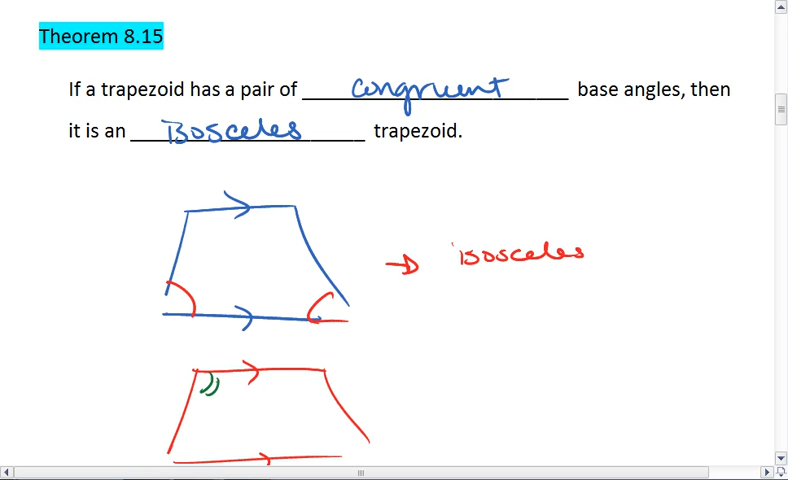 Theorem 8.15
If a trapezoid has a pair of congruent base angles, then
it is an Isosceles trapezoid.
isosceles